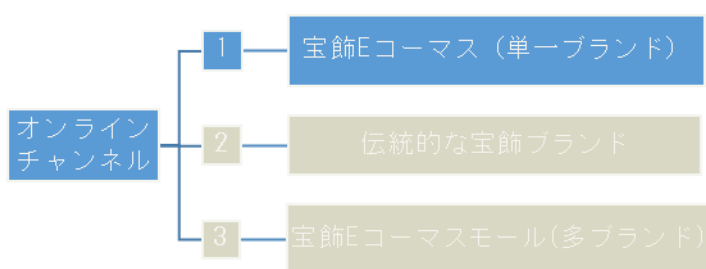 オンライン
チャンネル
1
宝飾Eコーマス (単一ブランド)
2
伝統的な宝飾ブランド
3
宝飾Eコーマスモール(多ブランド)